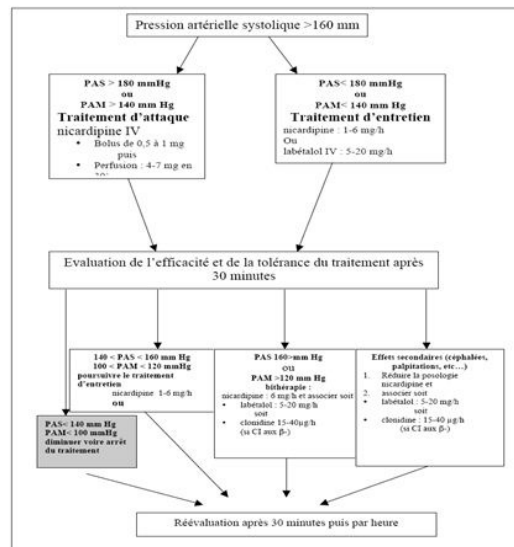 Pression artérielle systolique >160 mm
PAS > 180 mmHg
ou
PAM > 140 mm Hg
Traitement d'attaque
nicardipine IV
• Bolus de 0,5 à 1 mg
puis
• Perfusion : 4-7 mg en
PAS< 180 mmHg
ou
PAM< 140 mm Hg
Traitement d'entretien
nicardipine : 1-6 mg/h
Ou
labétalol IV : 5-20 mg/h
Evaluation de l'efficacité et de la tolérance du traitement après
30 minutes
PAS< 140 mm Hg
PAM< 100 mmHg
diminuer voire arrêt
du traitement
140 < PAS < 160 mm Hg
100 < PAM < 120 mm Hg
poursuivre le traitement
d'entretien
nicardipine 1-6 mg/h
ou
PAS 160>mm Hg
ou
PAM >120 mm Hg
bithérapie :
nicardipine : 6 mg/h et associer soit
• labétalol : 5-20 mg/h
soit
• clonidine 15-40µg/h
(si CI aux β-)
Effets secondaires (céphalées,
palpitations, etc…)
1. Réduire la posologie
nicardipine et
2. associer soit
• labétalol : 5-20 mg/h
soit
• clonidine : 15-40 µg/h
(si CI aux β-)
Réévaluation après 30 minutes puis par heure